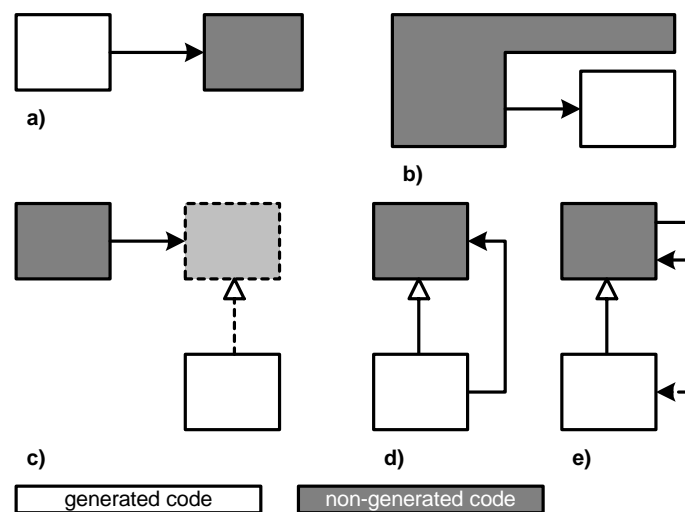 a)
b)
c)
d)
e)
generated code
non-generated code